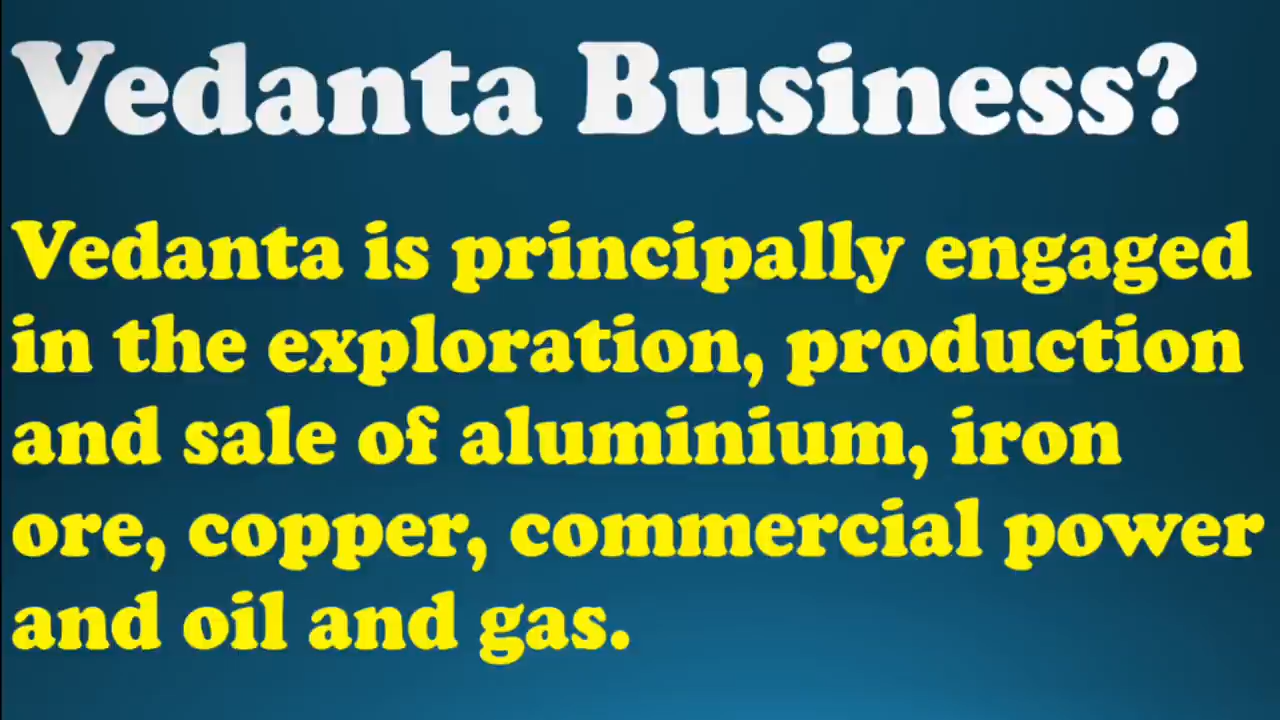 Vedanta Business?
Vedanta is principally engaged
in the exploration, production
and sale of aluminium, iron
ore, copper, commercial power
and oil and gas.